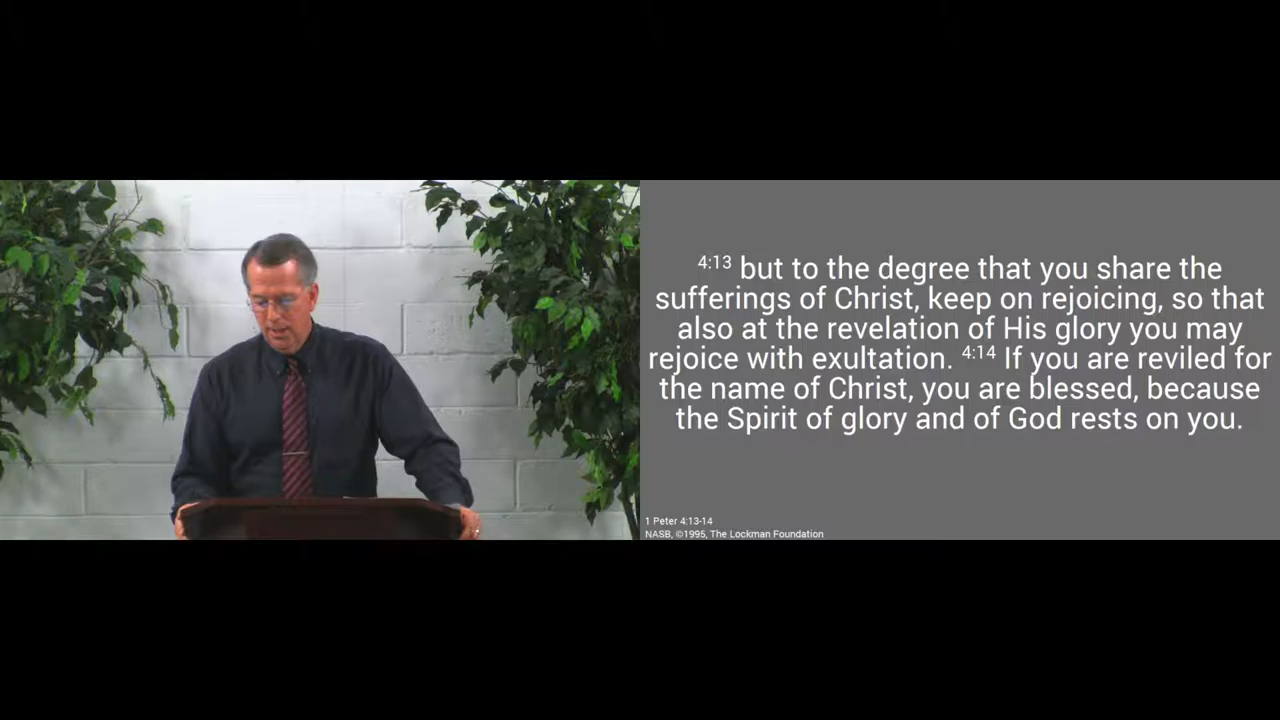 4:13 but to the degree that you share the
sufferings of Christ, keep on rejoicing, so that
also at the revelation of His glory you may
rejoice with exultation. 4:14 If you are reviled for
the name of Christ, you are blessed, because
the Spirit of glory and of God rests on you.
1 Peter 4:13-14
NASB, ©1995, The Lockman Foundation